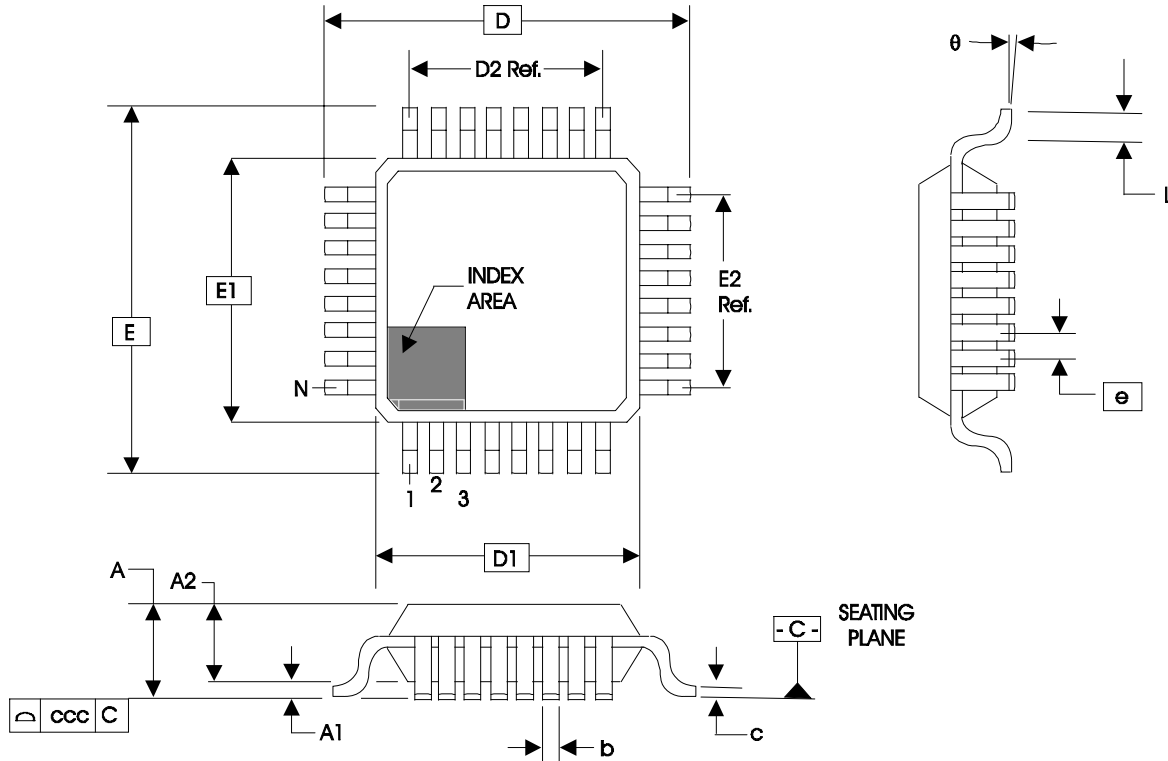 D
D2 Ref.
θ
L
E1
E
INDEX
AREA
E2
Ref.
N
e
1
2
3
D1
A
A2
- C -
SEATING
PLANE
ccc C
A1
b
c